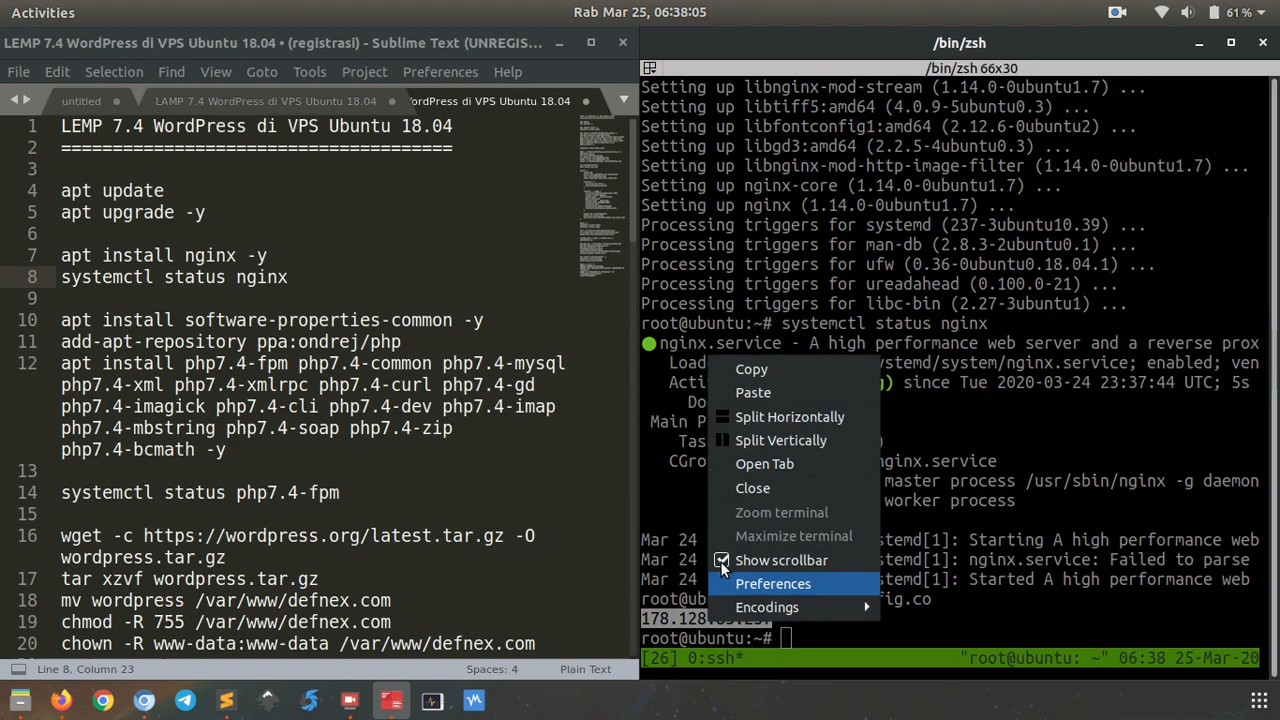 Activities
Rab Mar 25, 06:38:05
61%
LEMP 7.4 WordPress di VPS Ubuntu 18.04 • (registrasi) - Sublime Text (UNREGIS...
File Edit Selection Find View Goto Tools Project Preferences Help
untitled
LEMP 7.4 WordPress di VPS Ubuntu 18.04
ordPress di VPS Ubuntu 18.04
1 LEMP 7.4 WordPress di VPS Ubuntu 18.04
2 ======================================
3
4 apt update
5 apt upgrade -y
6
7 apt install nginx -y
8 systemctl status nginx
9
10 apt install software-properties-common -y
11 add-apt-repository ppa:ondrej/php
12 apt install php7.4-fpm php7.4-common php7.4-mysql
php7.4-xml php7.4-xmlrpc php7.4-curl php7.4-gd
php7.4-imagick php7.4-cli php7.4-dev php7.4-imap
php7.4-mbstring php7.4-soap php7.4-zip
php7.4-bcmath -y
13
14 systemctl status php7.4-fpm
15
16 wget -c https://wordpress.org/latest.tar.gz -O
wordpress.tar.gz
17 tar xzvf wordpress.tar.gz
18 mv wordpress /var/www/defnex.com
19 chmod -R 755 /var/www/defnex.com
20 chown -R www-data:www-data /var/www/defnex.com
Line 8, Column 23
Spaces: 4
Plain Text
/bin/zsh
/bin/zsh 66x30
Setting up libnginx-mod-stream (1.14.0-0ubuntu1.7) ...
Setting up libtiff5:amd64 (4.0.9-5ubuntu0.3) ...
Setting up libfontconfig1:amd64 (2.12.6-0ubuntu2) ...
Setting up libgd3:amd64 (2.2.5-4ubuntu0.3) ...
Setting up libnginx-mod-http-image-filter (1.14.0-0ubuntu1.7) ...
Setting up nginx-core (1.14.0-0ubuntu1.7) ...
Setting up nginx (1.14.0-0ubuntu1.7) ...
Processing triggers for systemd (237-3ubuntu10.39) ...
Processing triggers for man-db (2.8.3-2ubuntu0.1) ...
Processing triggers for ufw (0.36-0ubuntu0.18.04.1) ...
Processing triggers for ureadahead (0.100.0-21) ...
Processing triggers for libc-bin (2.27-3ubuntu1) ...
root@ubuntu:~# systemctl status nginx
nginx.service - A high performance web server and a reverse prox
Load ystemd/system/nginx.service; enabled; ven
Acti g) since Tue 2020-03-24 23:37:44 UTC; 5s
Do
Main P
Tas )
CGro nginx.service
master process /usr/sbin/nginx -g daemon
worker process
Mar 24 stemd[1]: Starting A high performance web
Mar 24 stemd[1]: nginx.service: Failed to parse
Mar 24 stemd[1]: Started A high performance web
root@ub fig.co
178.128.
root@ubuntu:~#
[26] 0:ssh* "root@ubuntu: ~" 06:38 25-Mar-20
Copy
Paste
Split Horizontally
Split Vertically
Open Tab
Close
Zoom terminal
Maximize terminal
Show scrollbar
Preferences
Encodings